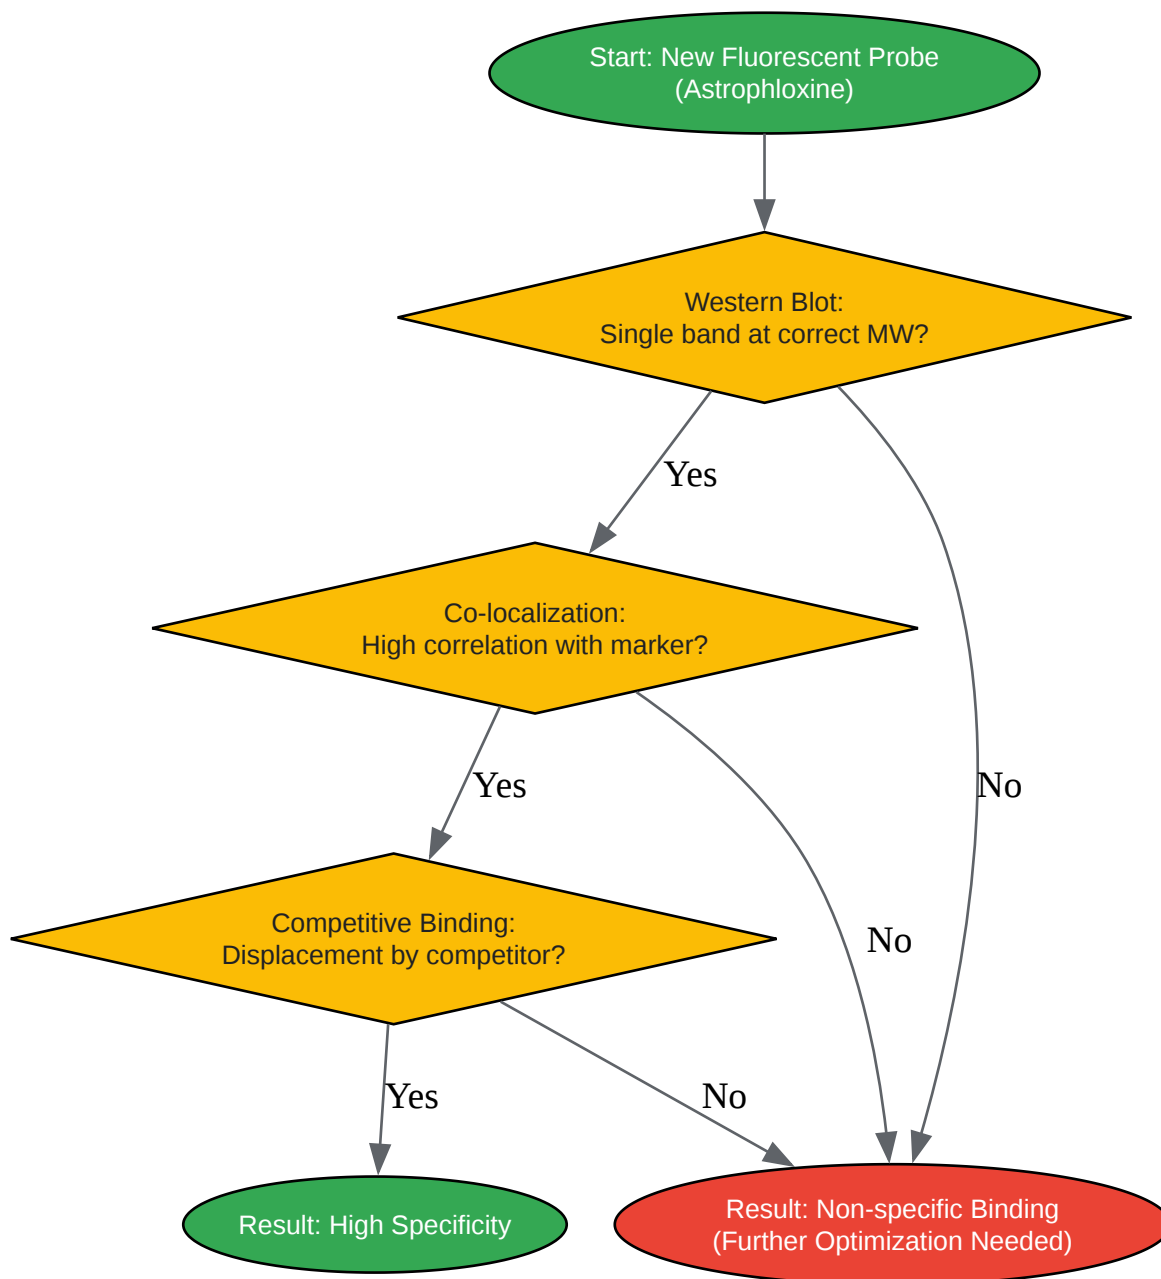 Start: New Fluorescent Probe
(Astrophloxine)
Western Blot:
Single band at correct MW?
Yes
Co-localization:
High correlation with marker?
Yes
No
Competitive Binding:
Displacement by competitor?
No
Yes
No
Result: High Specificity
Result: Non-specific Binding
(Further Optimization Needed)